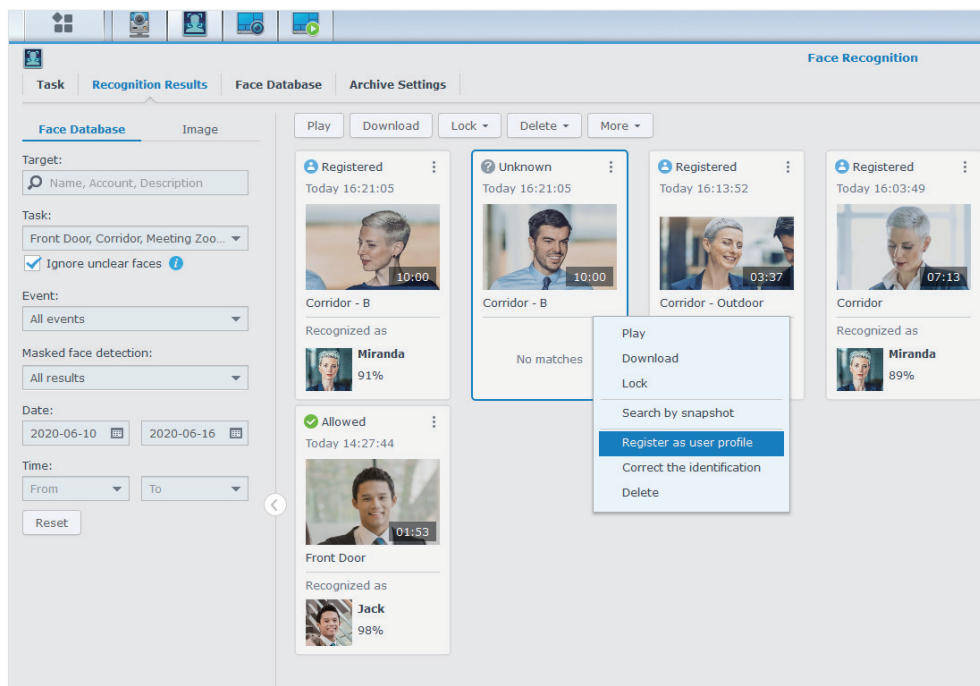 Face Recognition
Task
Recognition Results
Face Database
Archive Settings
Face Database
Image
Target:
Name, Account, Description
Task:
Front Door, Corridor, Meeting Zoo...
Ignore unclear faces
Event:
All events
Masked face detection:
All results
Date:
2020-06-10
2020-06-16
Time:
From
To
Reset
Play
Download
Lock
Delete
More
Registered
Today 16:21:05
10:00
Corridor - B
Recognized as
Miranda
91%
Unknown
Today 16:21:05
10:00
Corridor - B
No matches
Registered
Today 16:13:52
03:37
Corridor - Outdoor
Registered
Today 16:03:49
07:13
Corridor
Recognized as
Miranda
89%
Play
Download
Lock
Search by snapshot
Register as user profile
Correct the identification
Delete
Allowed
Today 14:27:44
01:53
Front Door
Recognized as
Jack
98%